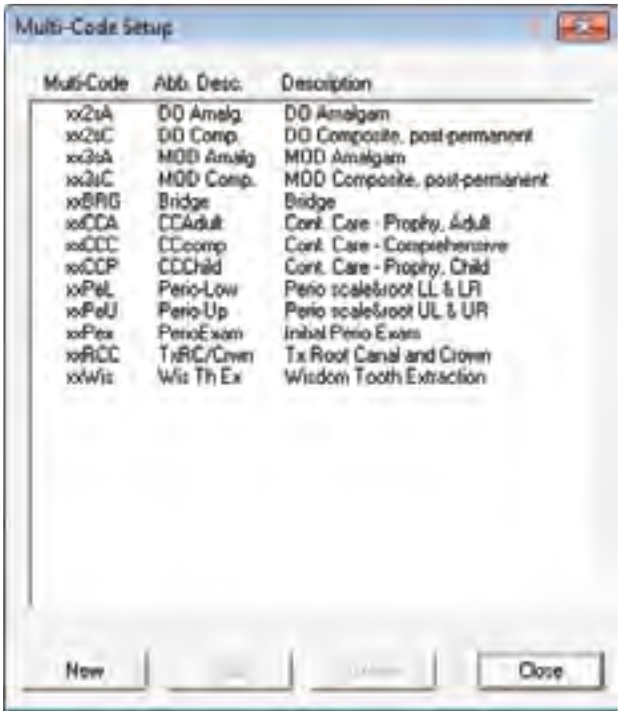 Multi-Code Setup
Multi-Code Abb. Desc. Description
xx2sA DO Amalg DO Amalgam
xx2sC DO Comp. DO Composite, post-permanent
xx3sA MOD Amalg MOD Amalgam
xx3sC MOD Comp. MOD Composite, post-permanent
xxBRG Bridge Bridge
xxCCA CCAdult Cont. Care - Prophy, Adult
xxCCC CCcomp Cont. Care - Comprehensive
xxCCP CCChild Cont. Care - Prophy, Child
xxPeL Perio-Low Perio scale&root LL & LR
xxPeU Perio-Up Perio scale&root UL & UR
xxPex PerioExam Initial Perio Exam
xxRCC TxRC/Crwn Tx Root Canal and Crown
xxWis Wis Th Ex Wisdom Tooth Extraction
New Close